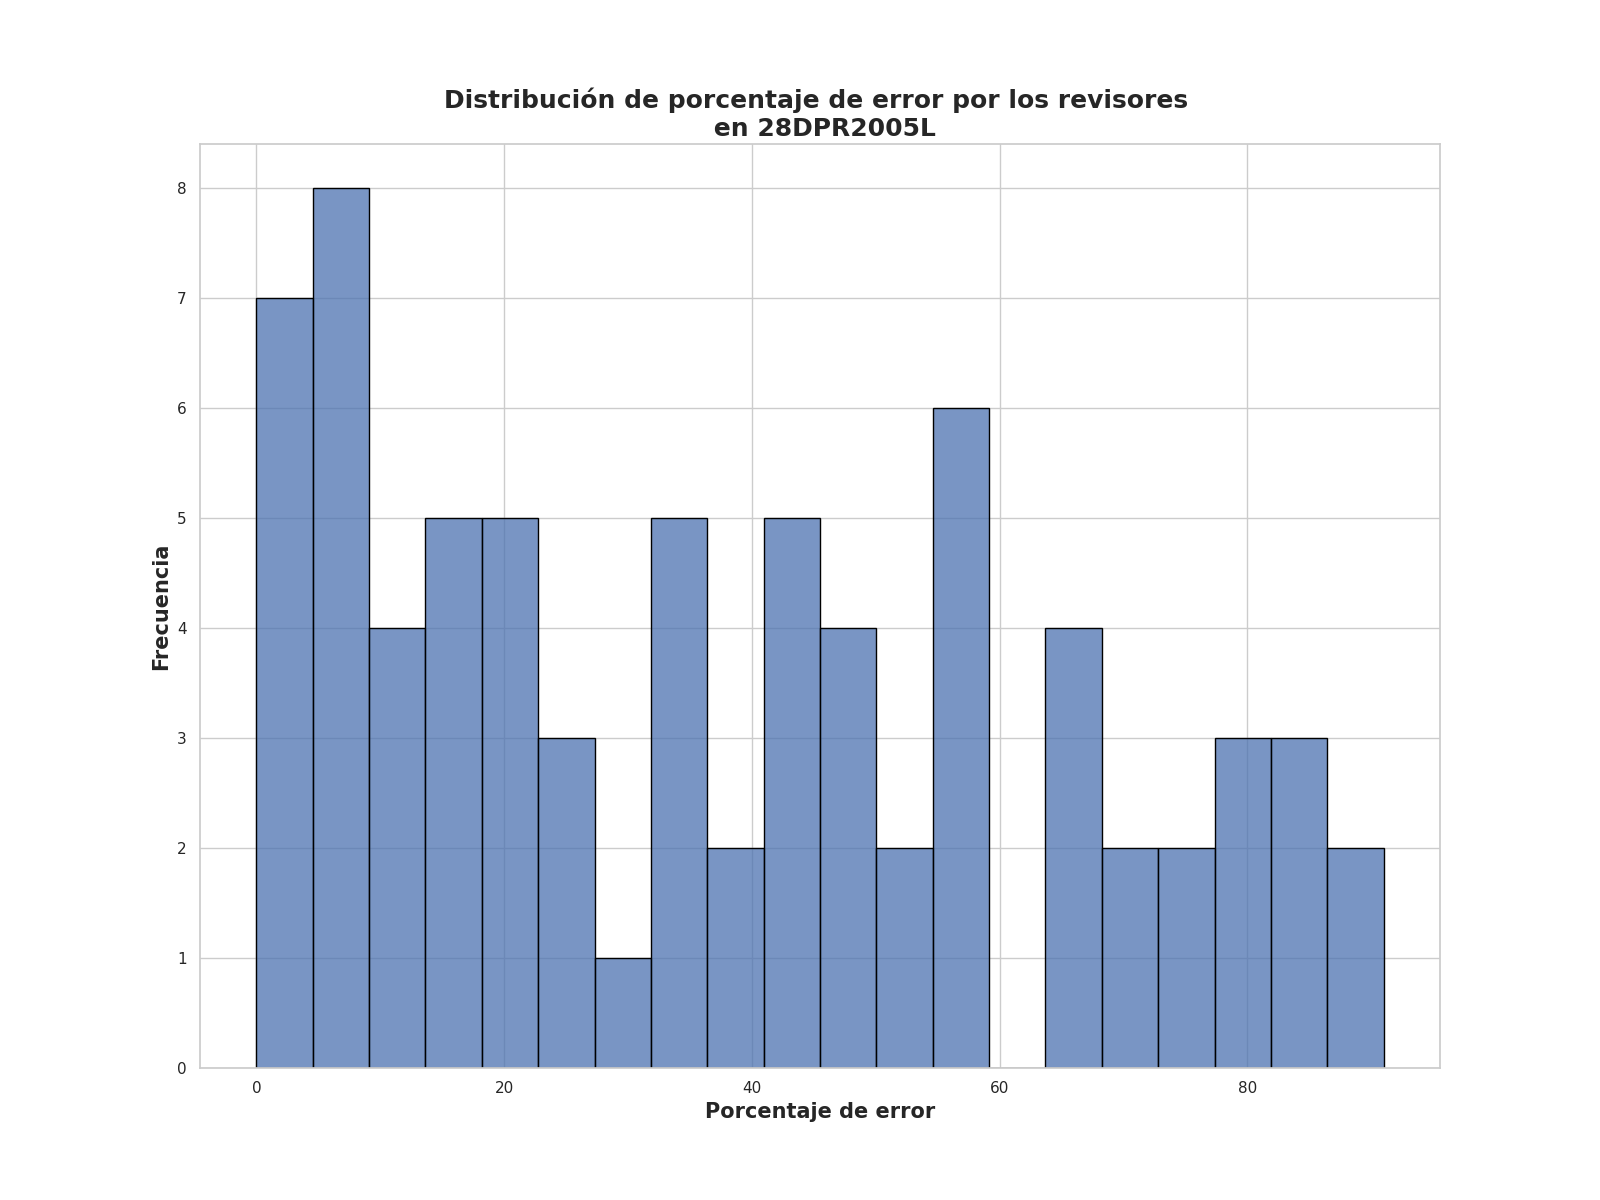 Distribución de porcentaje de error por los revisores
en 28DPR2005L
8
7
6
5
4
3
2
1
0
Frecuencia
0 20 40 60 80
Porcentaje de error